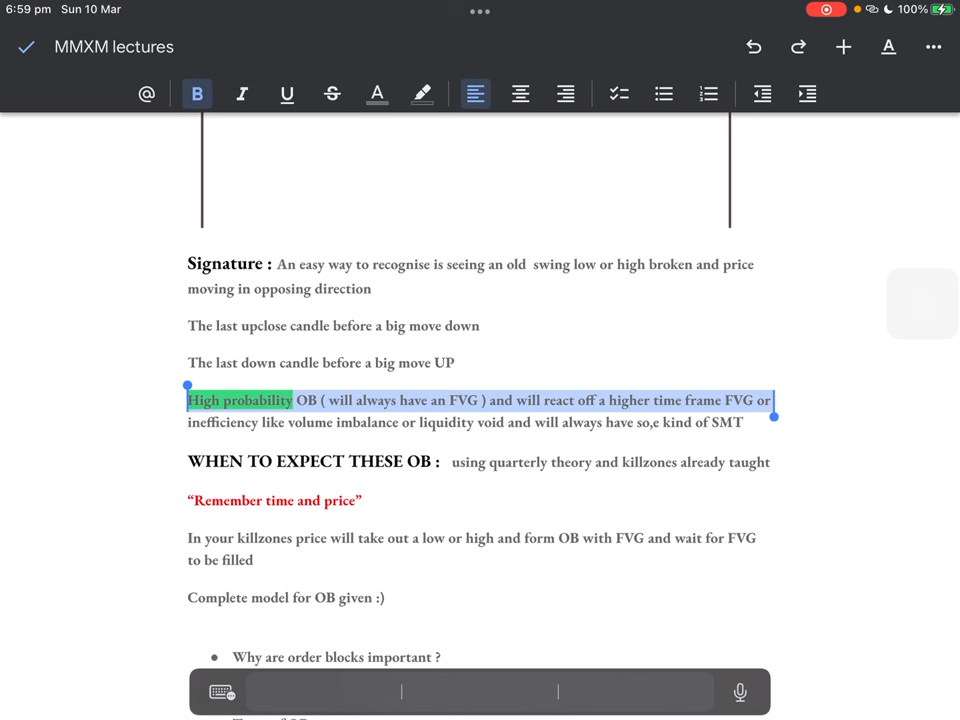 6:59 pm Sun 10 Mar
100%
MMXM lectures
A
@ B I U S A
Signature : An easy way to recognise is seeing an old swing low or high broken and price
moving in opposing direction
The last upclose candle before a big move down
The last down candle before a big move UP
High probability OB ( will always have an FVG ) and will react off a higher time frame FVG or
inefficiency like volume imbalance or liquidity void and will always have so,e kind of SMT
WHEN TO EXPECT THESE OB : using quarterly theory and killzones already taught
“Remember time and price”
In your killzones price will take out a low or high and form OB with FVG and wait for FVG
to be filled
Complete model for OB given :)
● Why are order blocks important ?